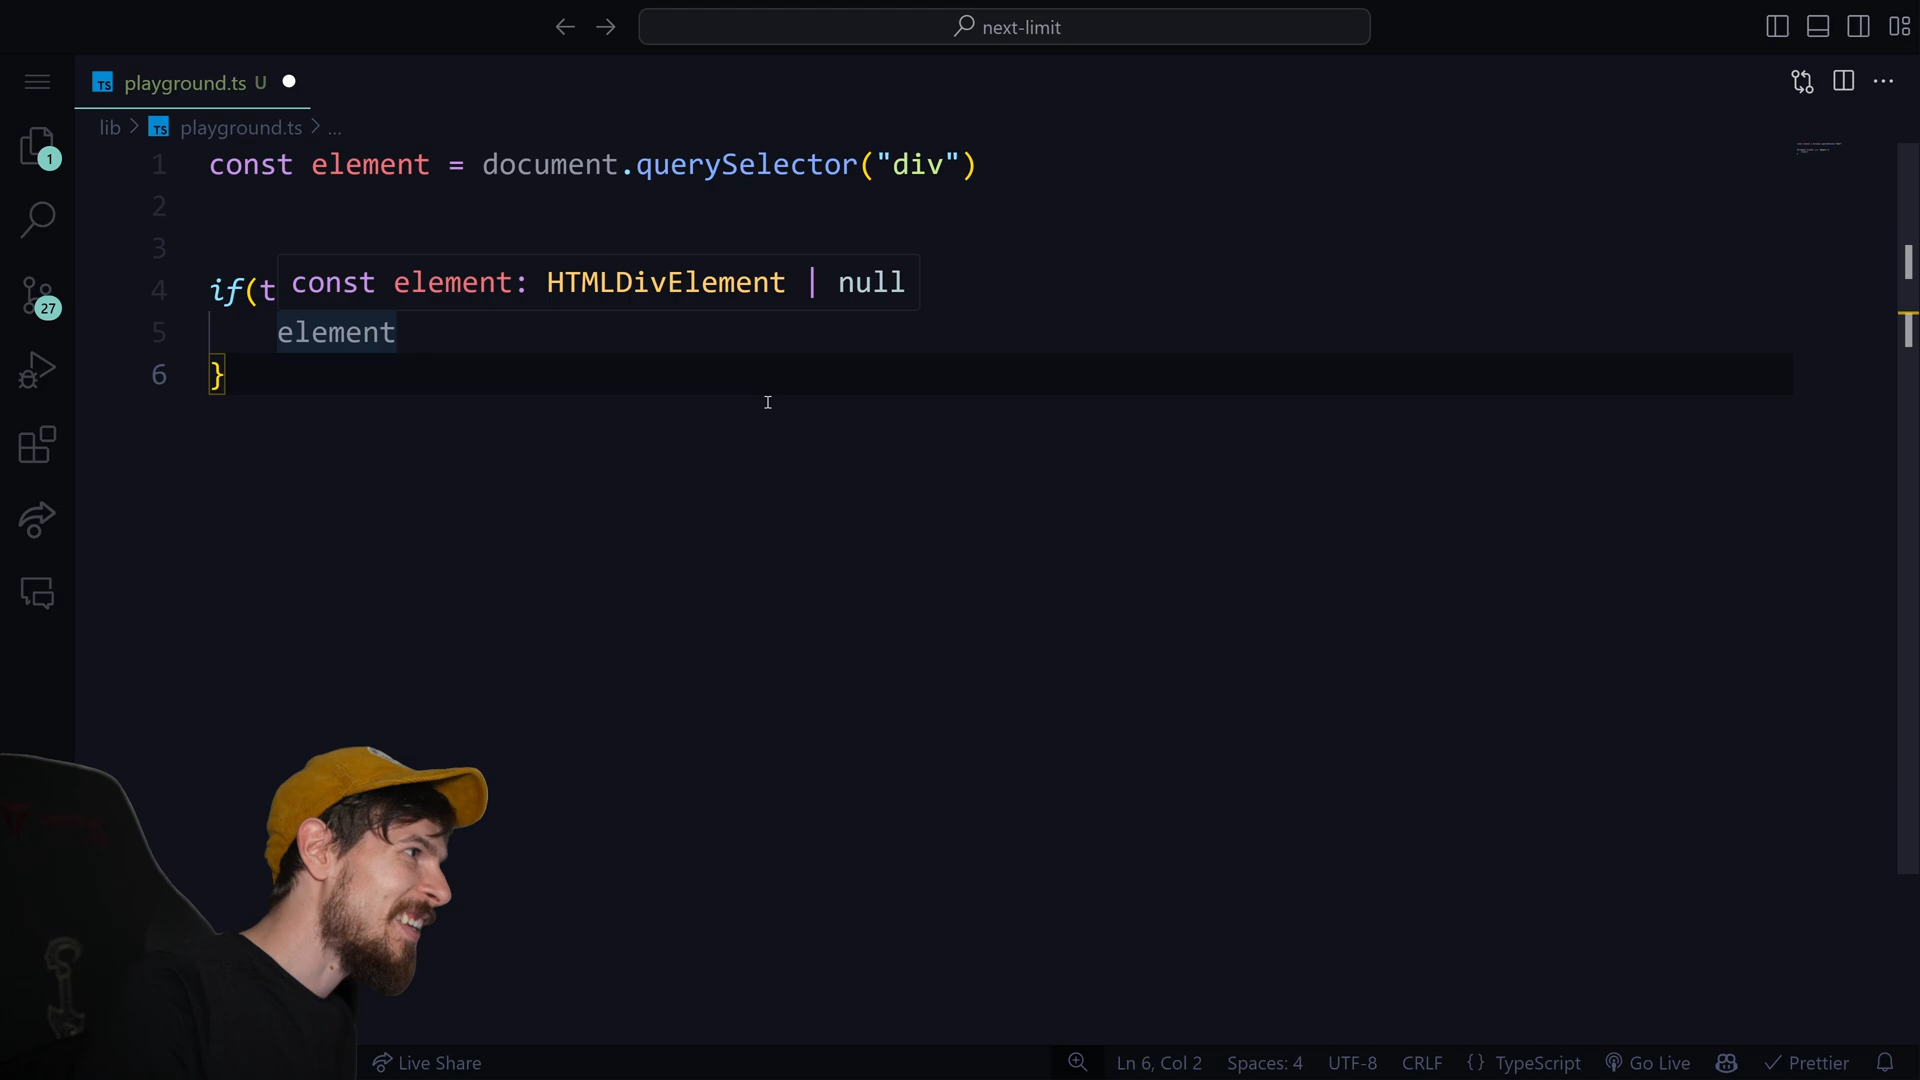 next-limit
playground.ts U
lib > playground.ts > ...
1 const element = document.querySelector("div")
2
3
const element: HTMLDivElement | null
4 if(t
5 element
6 }
1
27
Live Share
Ln 6, Col 2 Spaces: 4 UTF-8 CRLF {} TypeScript Go Live Prettier